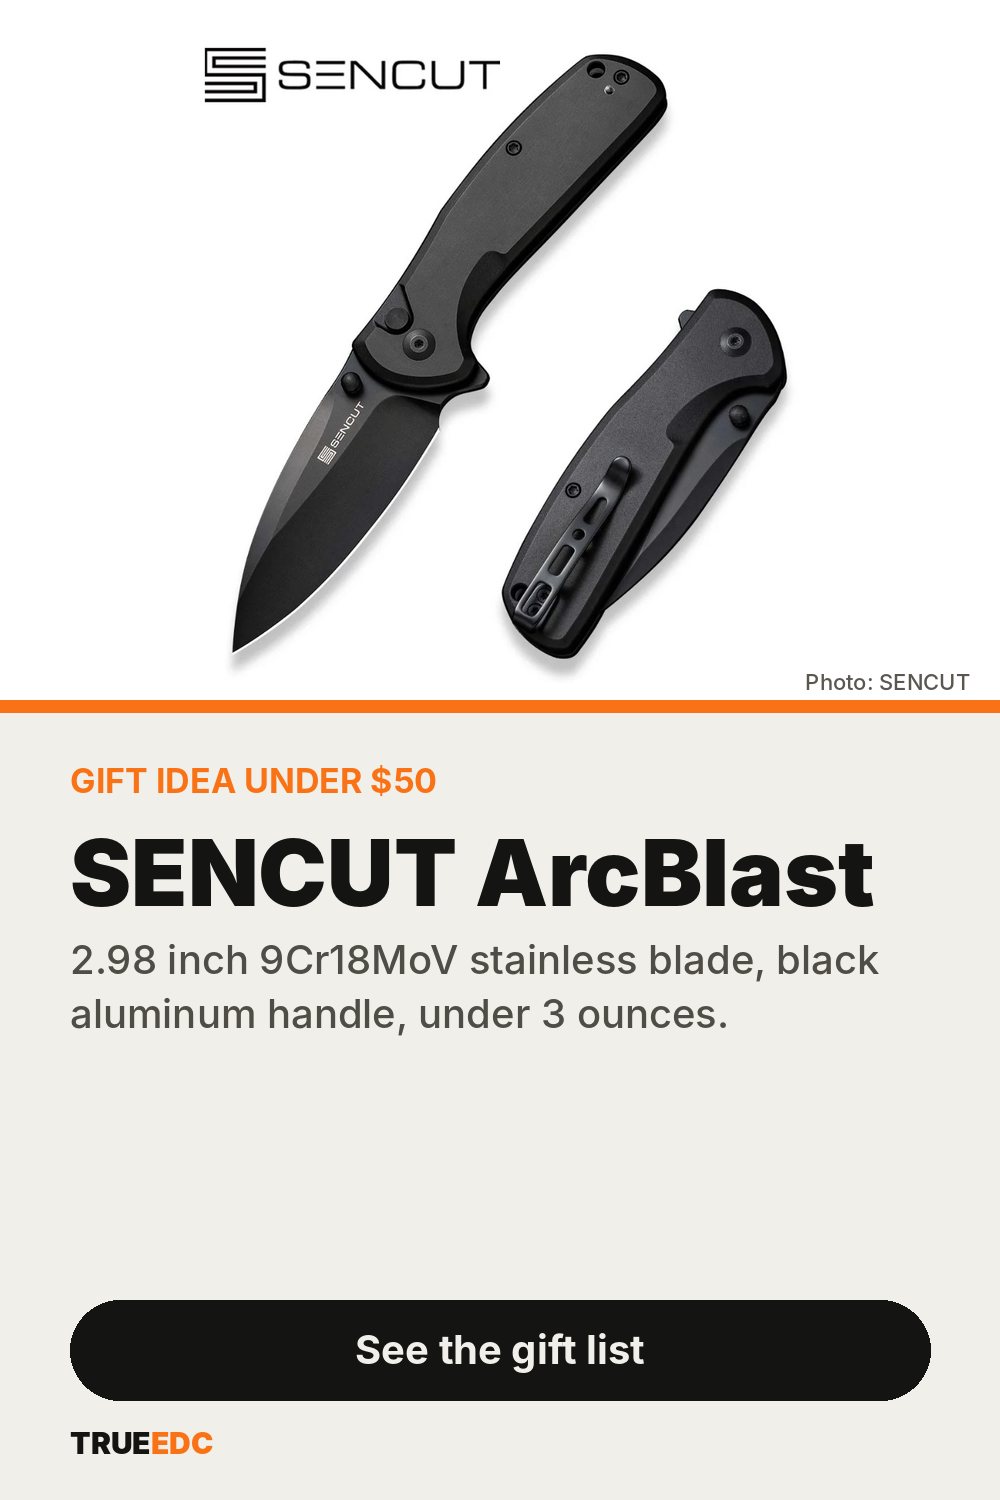 SENCUT
SENCUT
Photo: SENCUT
GIFT IDEA UNDER $50
SENCUT ArcBlast
2.98 inch 9Cr18MoV stainless blade, black
aluminum handle, under 3 ounces.
See the gift list
TRUEEDC